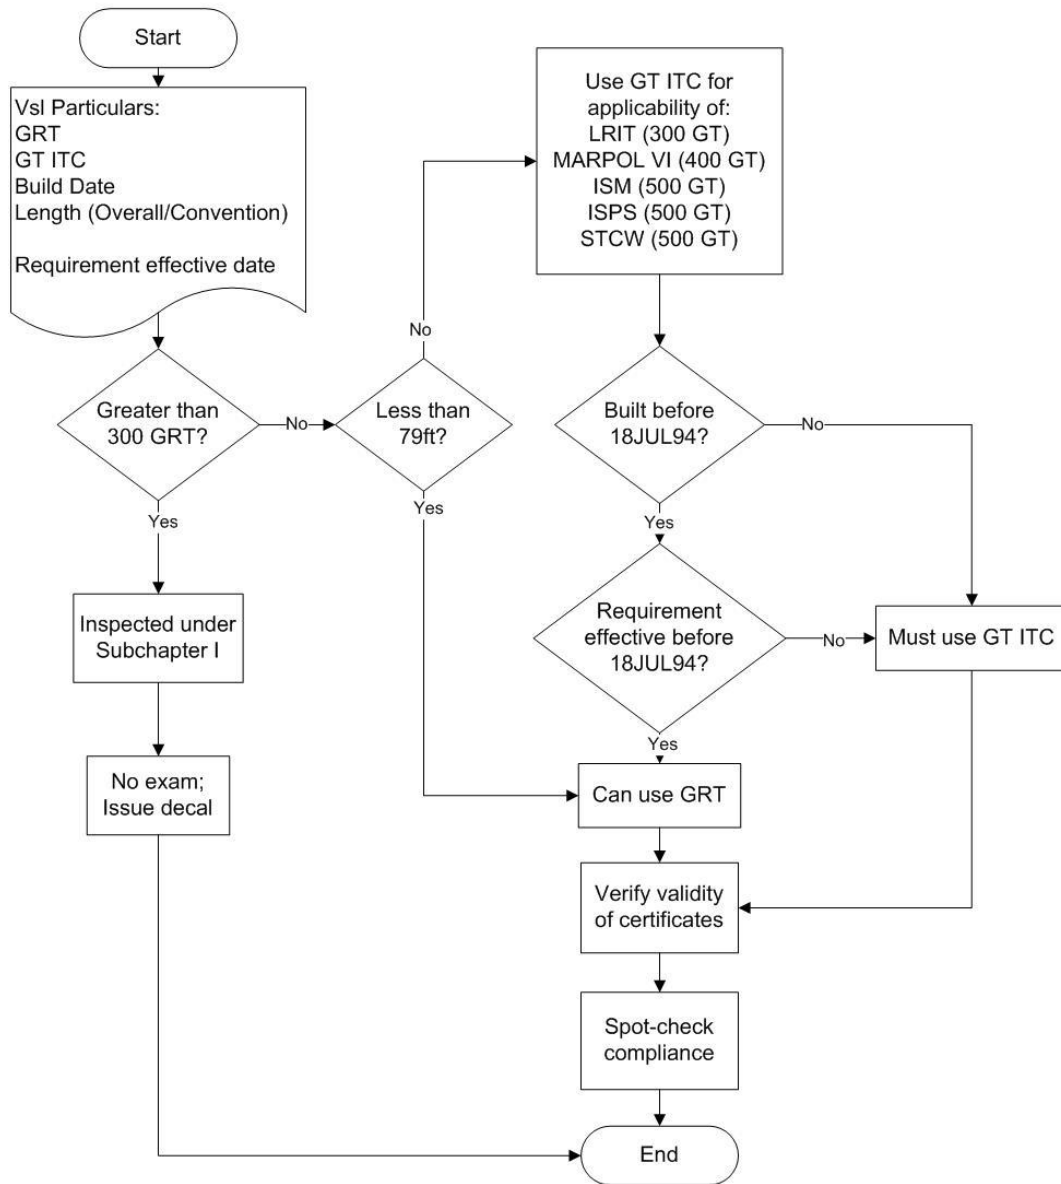 Start
Vsl Particulars:
GRT
GT ITC
Build Date
Length (Overall/Convention)
Requirement effective date
Greater than
300 GRT?
No
Yes
Inspected under
Subchapter I
No exam;
Issue decal
Less than
79ft?
No
Yes
Use GT ITC for
applicability of:
LRIT (300 GT)
MARPOL VI (400 GT)
ISM (500 GT)
ISPS (500 GT)
STCW (500 GT)
Built before
18JUL94?
No
Yes
Requirement
effective before
18JUL94?
No
Must use GT ITC
Yes
Can use GRT
Verify validity
of certificates
Spot-check
compliance
End